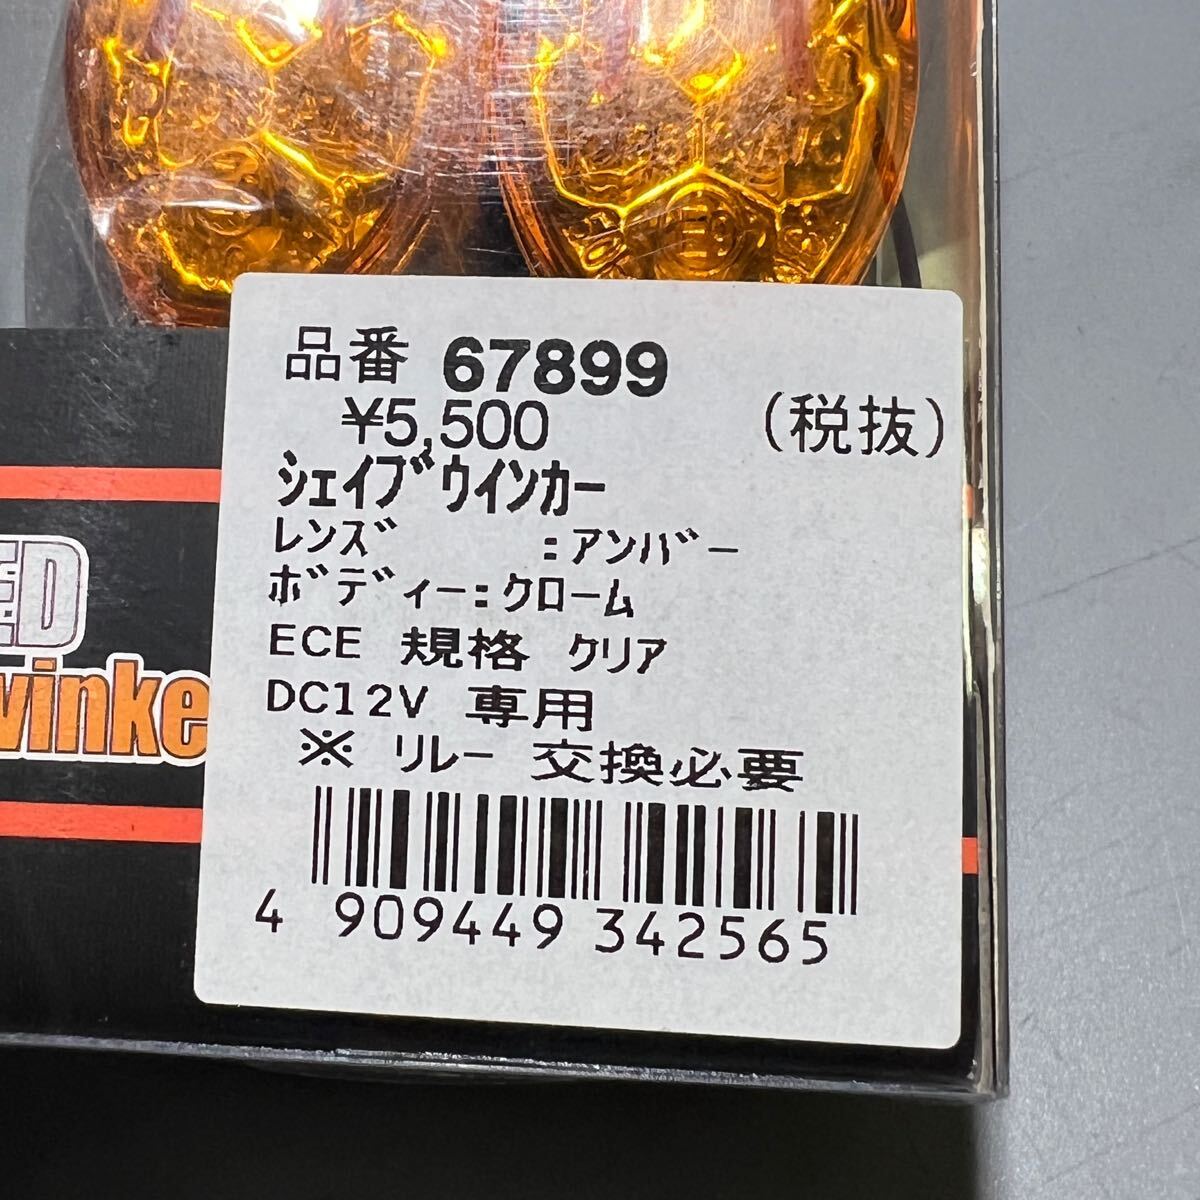 品番 67899
¥5,500 (税抜)
ｼｪｲﾌﾞｳｲﾝｶｰ
ﾚﾝｽﾞ :ｱﾝﾊﾞｰ
ﾎﾞﾃﾞｨｰ:ｸﾛｰﾑ
ECE 規格 ｸﾘｱ
DC12V 専用
※ ﾘﾚｰ 交換必要
4 909449 342565
ED
winke